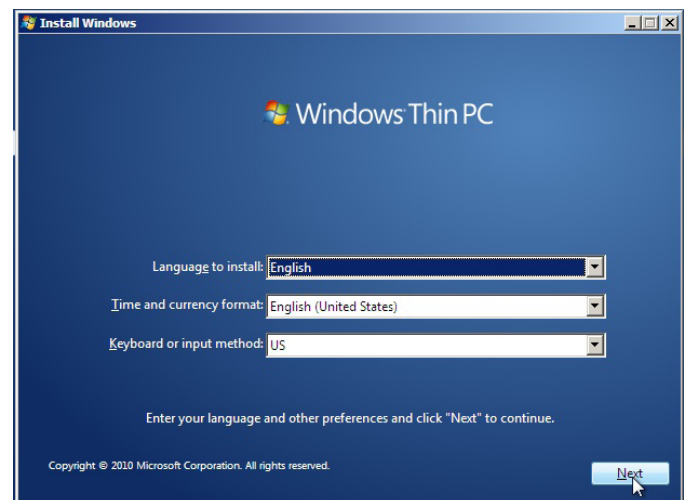 Install Windows
Windows Thin PC
Language to install: English
Time and currency format: English (United States)
Keyboard or input method: US
Enter your language and other preferences and click "Next" to continue.
Copyright © 2010 Microsoft Corporation. All rights reserved.
Next